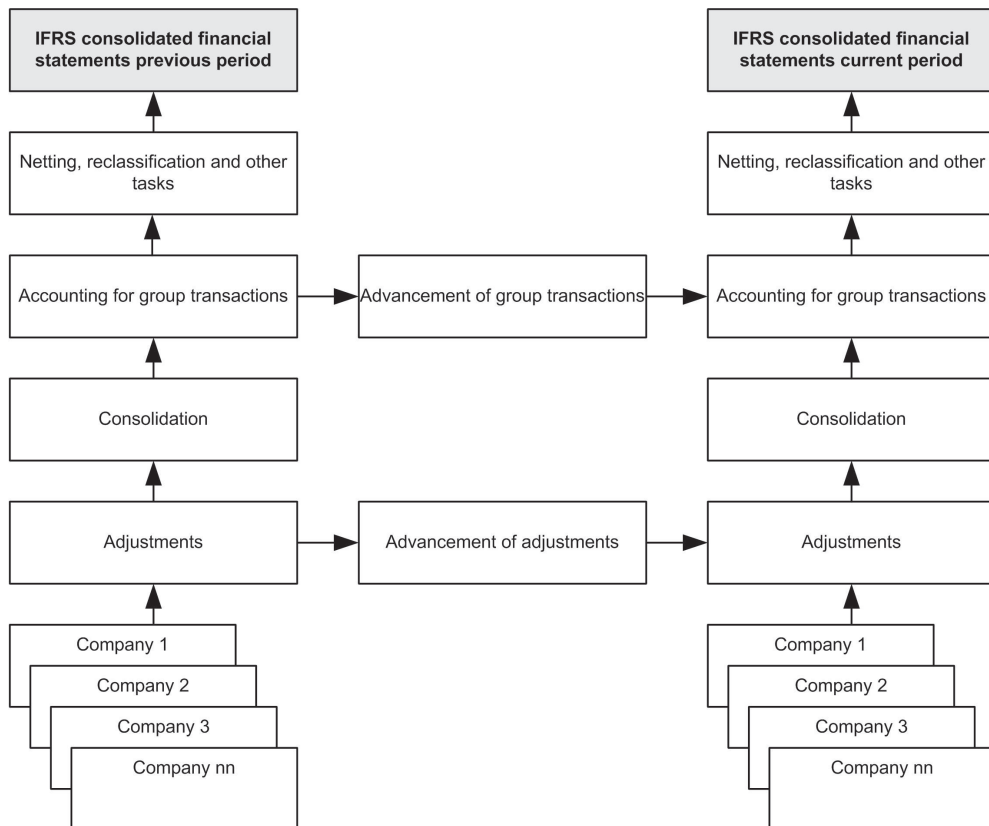 IFRS consolidated financial
statements previous period
IFRS consolidated financial
statements current period
Netting, reclassification and other
tasks
Netting, reclassification and other
tasks
Accounting for group transactions
Advancement of group transactions
Accounting for group transactions
Consolidation
Consolidation
Adjustments
Advancement of adjustments
Adjustments
Company 1
Company 2
Company 3
Company nn
Company 1
Company 2
Company 3
Company nn